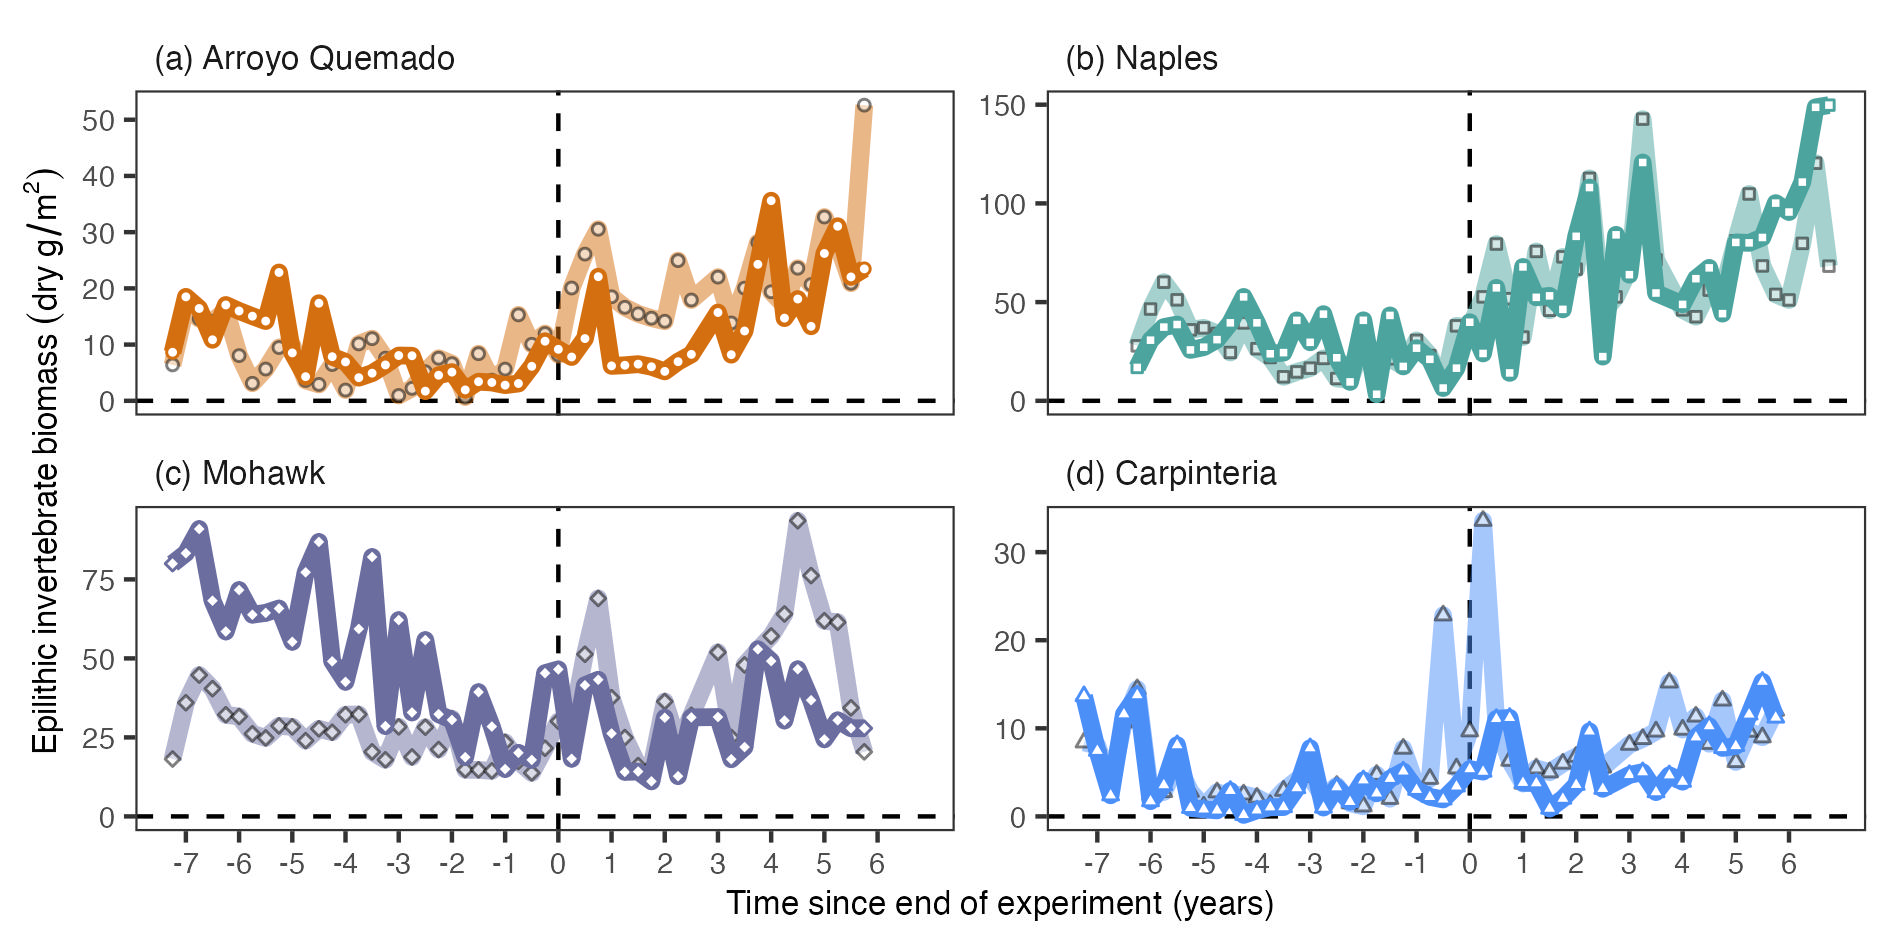 (a) Arroyo Quemado
(b) Naples
50
40
30
20
10
0
150
100
50
0
(c) Mohawk
(d) Carpinteria
75
50
25
0
30
20
10
0
-7 -6 -5 -4 -3 -2 -1 0 1 2 3 4 5 6
-7 -6 -5 -4 -3 -2 -1 0 1 2 3 4 5 6
Time since end of experiment (years)
Epilithic invertebrate biomass (dry g/m²)